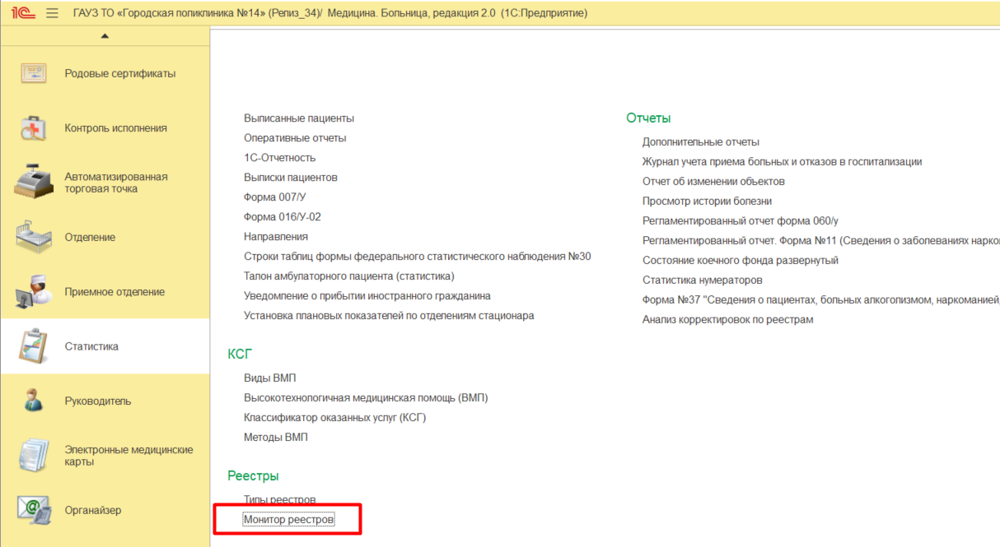 1С ГАУЗ ТО «Городская поликлиника №14» (Релиз_34)/ Медицина. Больница, редакция 2.0 (1С:Предприятие)
Родовые сертификаты
Контроль исполнения
Автоматизированная
торговая точка
Отделение
Приемное отделение
Статистика
Руководитель
Электронные медицинские
карты
Органайзер
Выписанные пациенты
Оперативные отчеты
1С-Отчетность
Выписки пациентов
Форма 007/У
Форма 016/У-02
Направления
Строки таблиц формы федерального статистического наблюдения №30
Талон амбулаторного пациента (статистика)
Уведомление о прибытии иностранного гражданина
Установка плановых показателей по отделениям стационара
КСГ
Виды ВМП
Высокотехнологичная медицинская помощь (ВМП)
Классификатор оказанных услуг (КСГ)
Методы ВМП
Реестры
Типы реестров
Монитор реестров
Отчеты
Дополнительные отчеты
Журнал учета приема больных и отказов в госпитализации
Отчет об изменении объектов
Просмотр истории болезни
Регламентированный отчет форма 060/у
Регламентированный отчет. Форма №11 (Сведения о заболеваниях нарко
Состояние коечного фонда развернутый
Статистика нумераторов
Форма №37 "Сведения о пациентах, больных алкоголизмом, наркоманией,
Анализ корректировок по реестрам